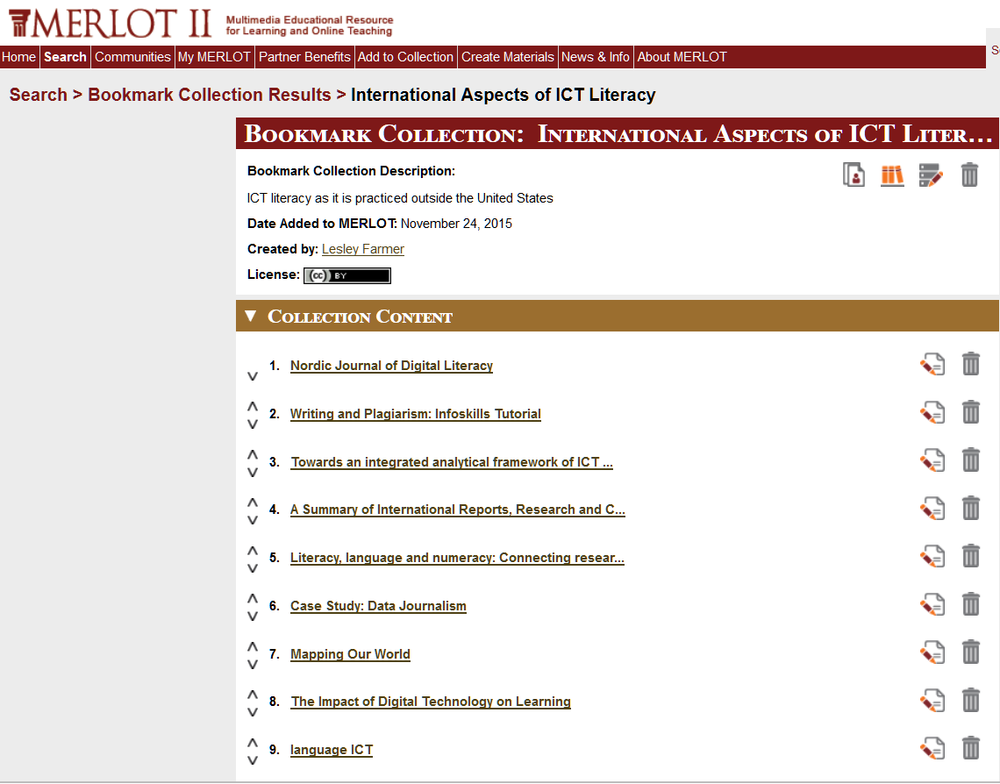 MERLOT II
Multimedia Educational Resource
for Learning and Online Teaching
Home Search Communities My MERLOT Partner Benefits Add to Collection Create Materials News & Info About MERLOT
Search > Bookmark Collection Results > International Aspects of ICT Literacy
Bookmark Collection: International Aspects of ICT Liter...
Bookmark Collection Description:
ICT literacy as it is practiced outside the United States
Date Added to MERLOT: November 24, 2015
Created by: Lesley Farmer
License: (cc) BY
Collection Content
1. Nordic Journal of Digital Literacy
2. Writing and Plagiarism: Infoskills Tutorial
3. Towards an integrated analytical framework of ICT ...
4. A Summary of International Reports, Research and C...
5. Literacy, language and numeracy: Connecting resear...
6. Case Study: Data Journalism
7. Mapping Our World
8. The Impact of Digital Technology on Learning
9. language ICT